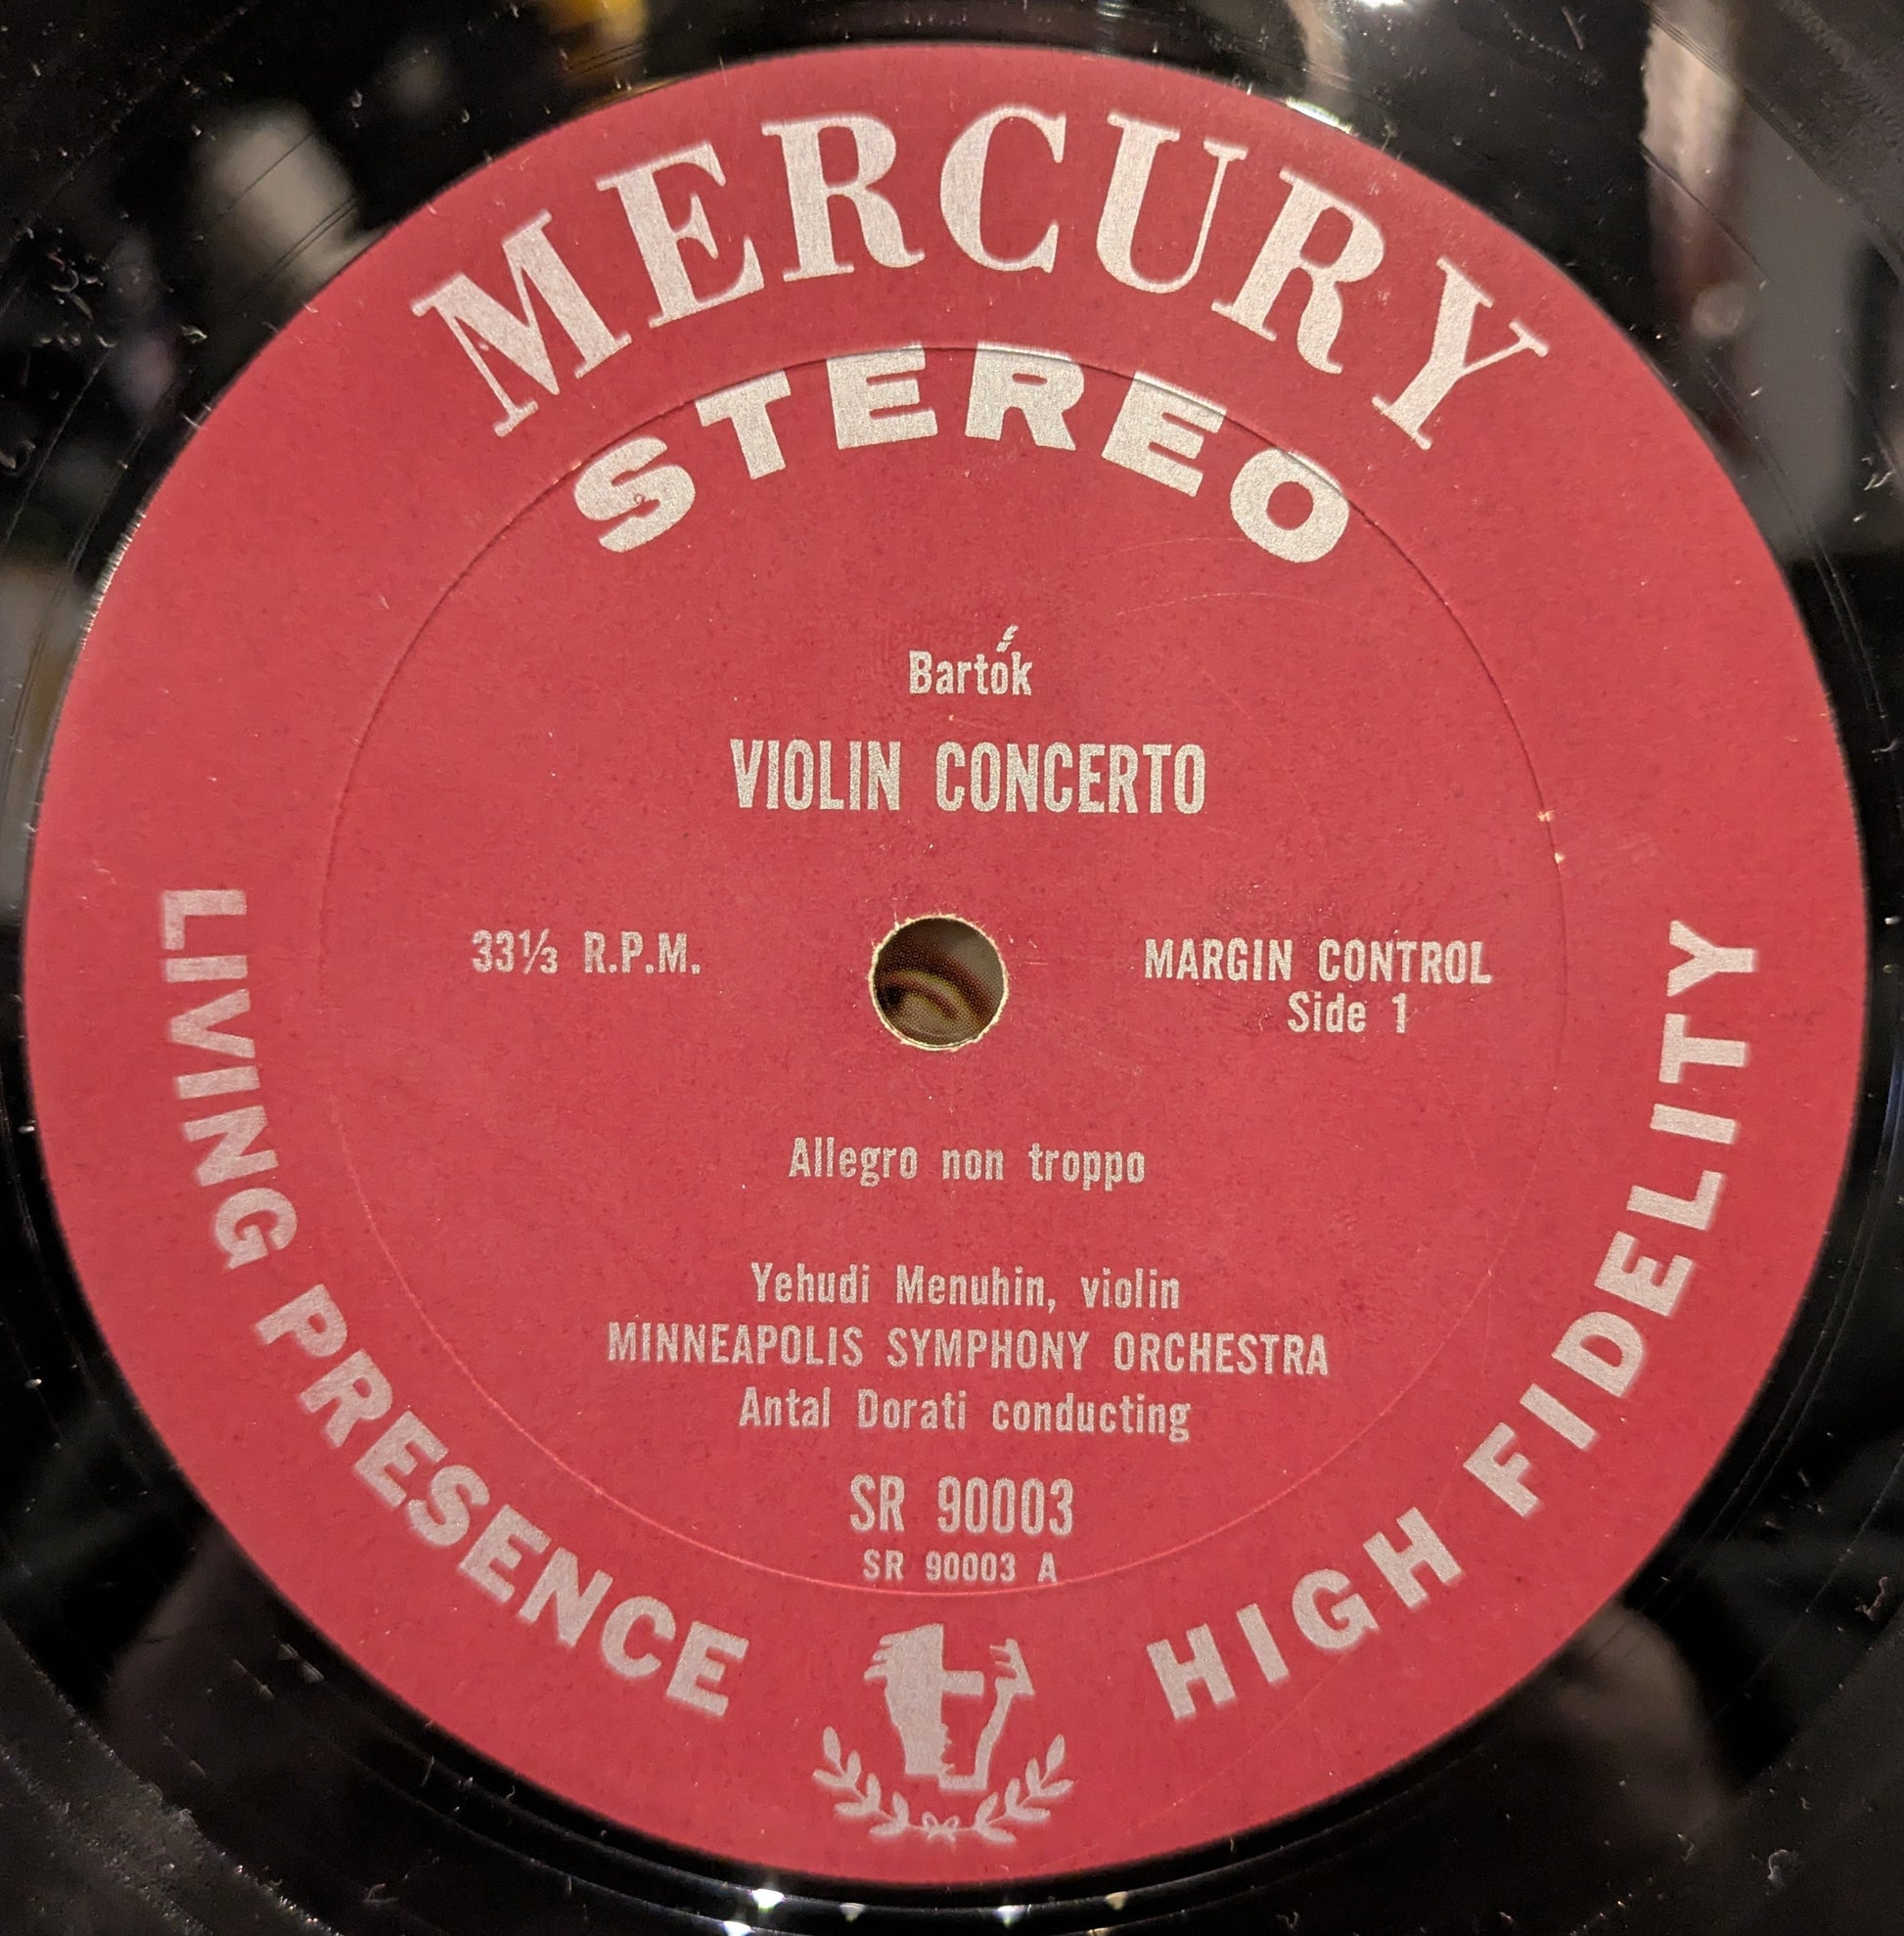 MERCURY
STEREO
Bartók
VIOLIN CONCERTO
33⅓ R.P.M.
MARGIN CONTROL
Side 1
Allegro non troppo
Yehudi Menuhin, violin
MINNEAPOLIS SYMPHONY ORCHESTRA
Antal Dorati conducting
SR 90003
SR 90003 A
LIVING PRESENCE
HIGH FIDELITY